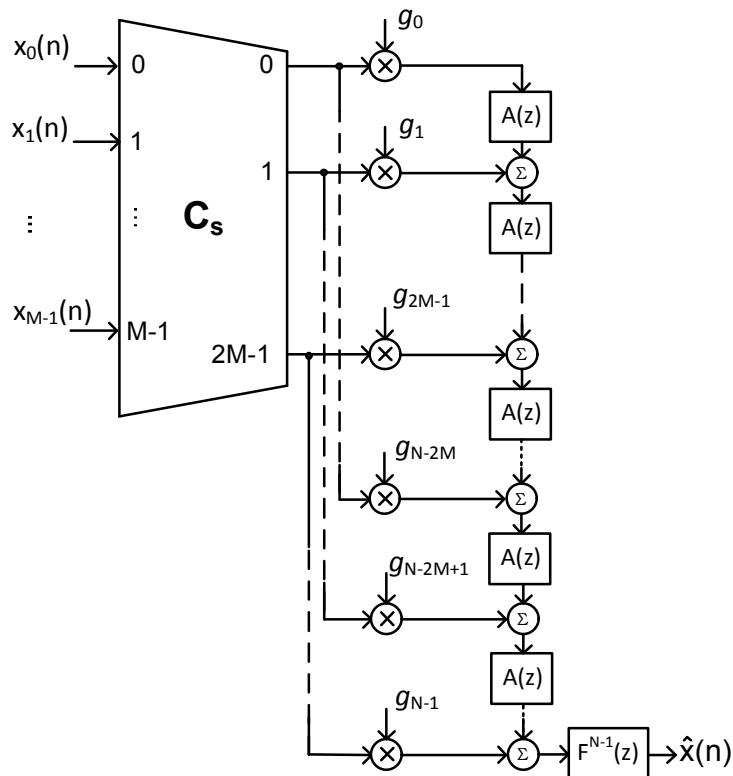 x₀(n)
0
0
g₀
A(z)
x₁(n)
1
1
g₁
Σ
A(z)
...
...
Cₛ
x_{M-1}(n)
M-1
2M-1
g_{2M-1}
Σ
A(z)
g_{N-2M}
Σ
A(z)
g_{N-2M+1}
Σ
A(z)
g_{N-1}
Σ
F^{N-1}(z)
x̂(n)